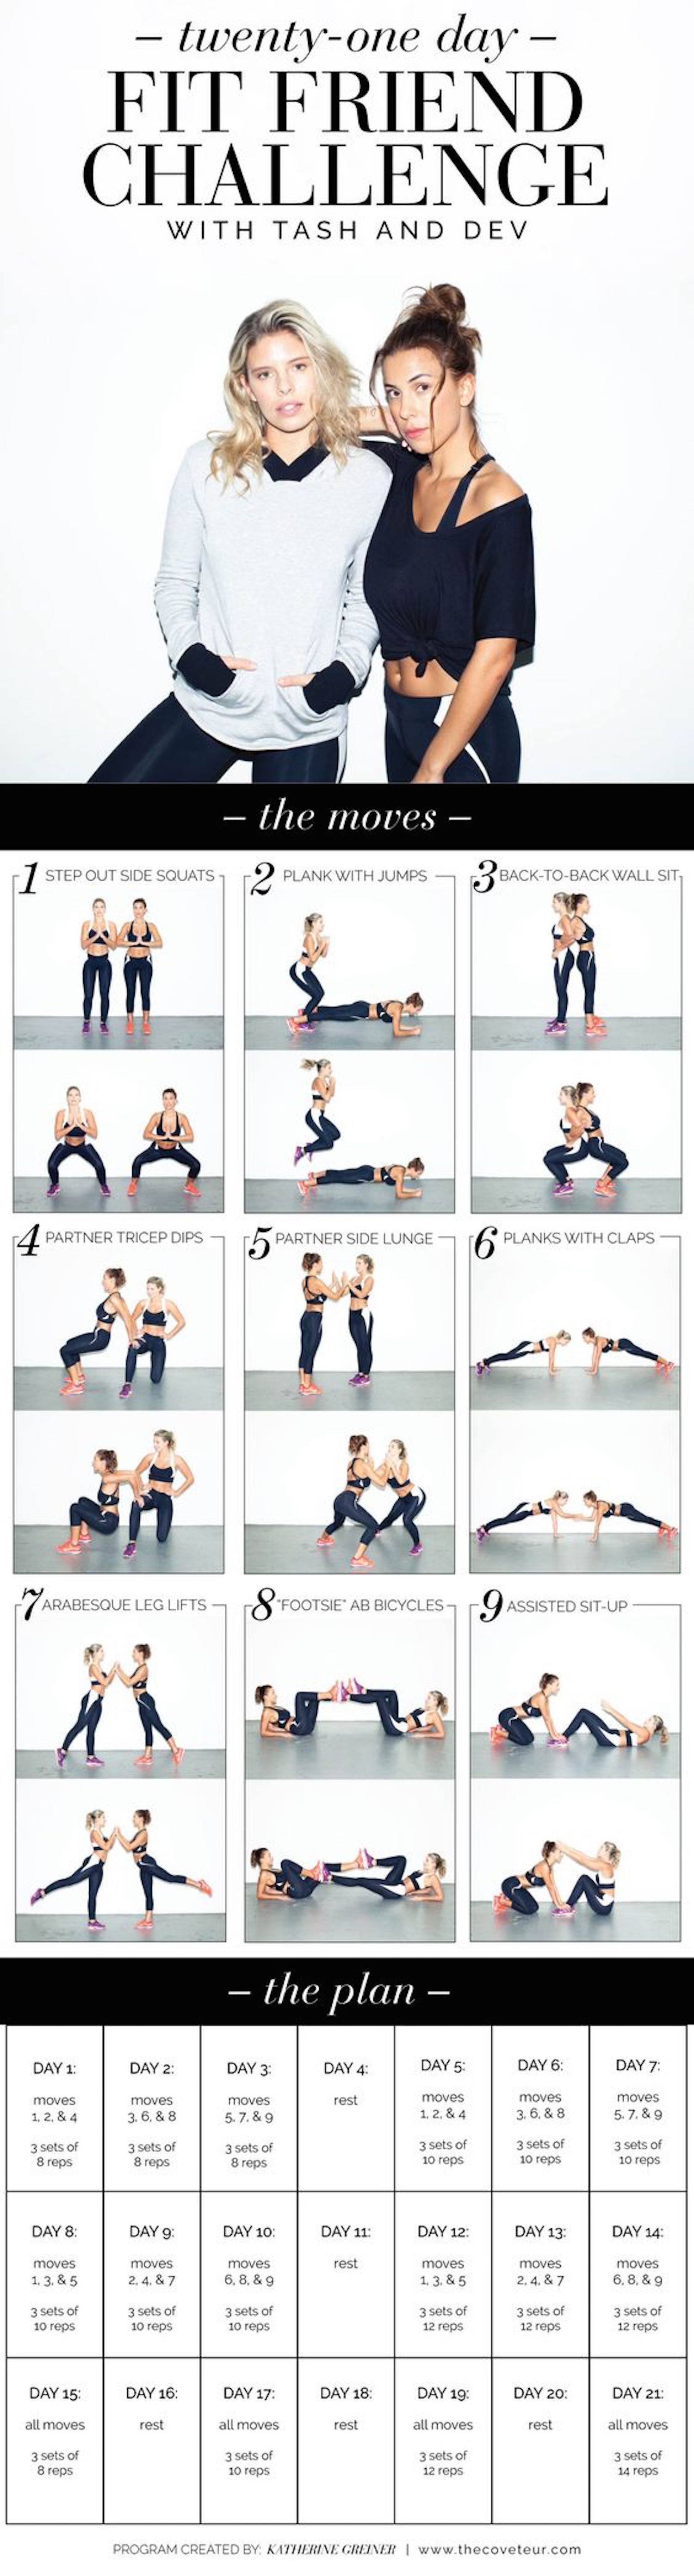 – twenty-one day –
FIT FRIEND
CHALLENGE
WITH TASH AND DEV
– the moves –
1 STEP OUT SIDE SQUATS
2 PLANK WITH JUMPS
3 BACK-TO-BACK WALL SIT
4 PARTNER TRICEP DIPS
5 PARTNER SIDE LUNGE
6 PLANKS WITH CLAPS
7 ARABESQUE LEG LIFTS
8 "FOOTSIE" AB BICYCLES
9 ASSISTED SIT-UP
– the plan –
DAY 1:
moves
1, 2, & 4
3 sets of
8 reps
DAY 2:
moves
3, 6, & 8
3 sets of
8 reps
DAY 3:
moves
5, 7, & 9
3 sets of
8 reps
DAY 4:
rest
DAY 5:
moves
1, 2, & 4
3 sets of
10 reps
DAY 6:
moves
3, 6, & 8
3 sets of
10 reps
DAY 7:
moves
5, 7, & 9
3 sets of
10 reps
DAY 8:
moves
1, 3, & 5
3 sets of
10 reps
DAY 9:
moves
2, 4, & 7
3 sets of
10 reps
DAY 10:
moves
6, 8, & 9
3 sets of
10 reps
DAY 11:
rest
DAY 12:
moves
1, 3, & 5
3 sets of
12 reps
DAY 13:
moves
2, 4, & 7
3 sets of
12 reps
DAY 14:
moves
6, 8, & 9
3 sets of
12 reps
DAY 15:
all moves
3 sets of
8 reps
DAY 16:
rest
DAY 17:
all moves
3 sets of
10 reps
DAY 18:
rest
DAY 19:
all moves
3 sets of
12 reps
DAY 20:
rest
DAY 21:
all moves
3 sets of
14 reps
PROGRAM CREATED BY: KATHERINE GREINER | www.thecoveteur.com